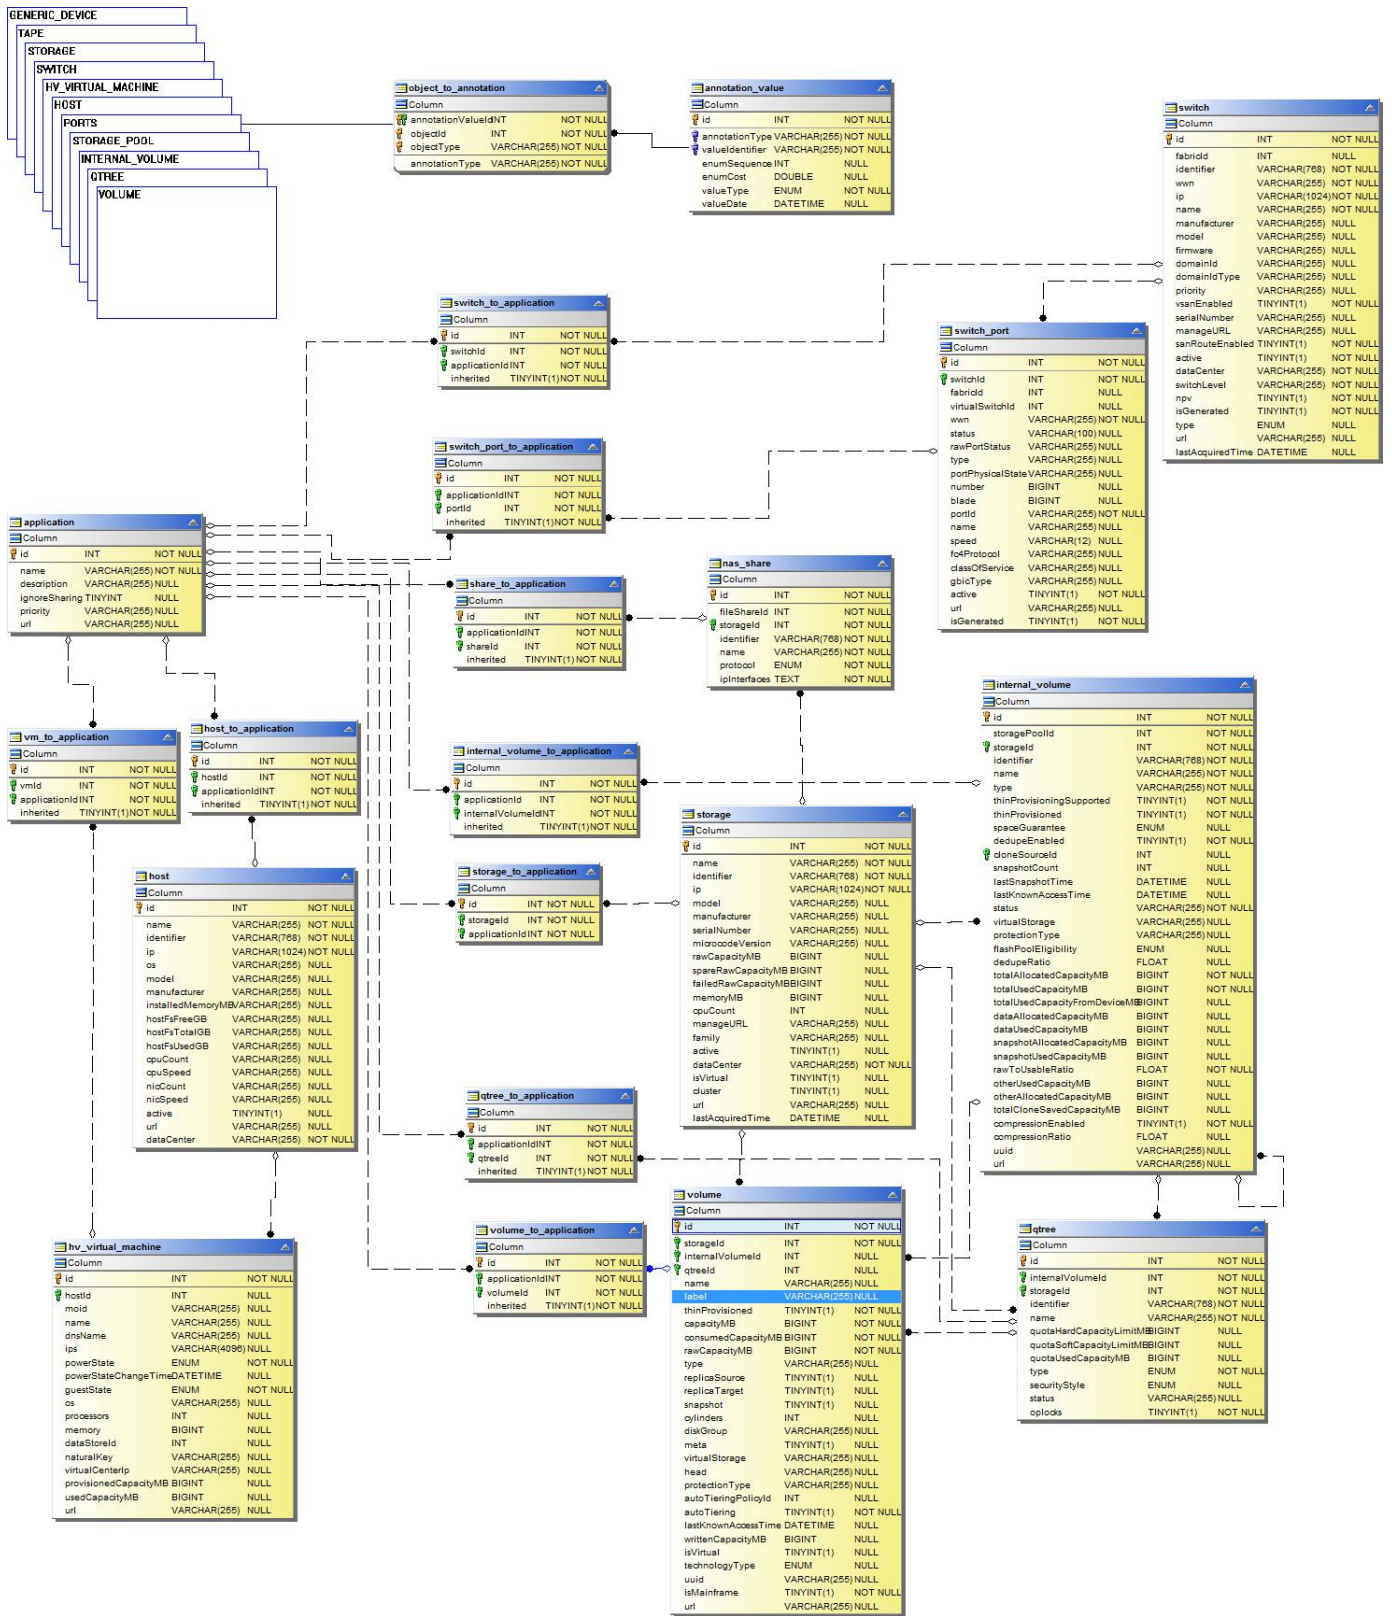 GENERIC_DEVICE
TAPE
STORAGE
SWITCH
HV_VIRTUAL_MACHINE
HOST
PORTS
STORAGE_POOL
INTERNAL_VOLUME
QTREE
VOLUME
object_to_annotation
Column
annotationValueId INT NOT NULL
objectId INT NOT NULL
objectType VARCHAR(255) NOT NULL
annotationType VARCHAR(255) NOT NULL
annotation_value
Column
id INT NOT NULL
annotationType VARCHAR(255) NOT NULL
valueIdentifier VARCHAR(255) NOT NULL
enumSequence INT NULL
enumCost DOUBLE NULL
valueType ENUM NOT NULL
valueDate DATETIME NULL
switch
Column
id INT NOT NULL
fabricId INT NULL
identifier VARCHAR(768) NOT NULL
wwn VARCHAR(255) NOT NULL
ip VARCHAR(1024) NOT NULL
name VARCHAR(255) NOT NULL
manufacturer VARCHAR(255) NULL
model VARCHAR(255) NULL
firmware VARCHAR(255) NULL
domainId VARCHAR(255) NULL
domainIdType VARCHAR(255) NULL
priority VARCHAR(255) NULL
vsanEnabled TINYINT(1) NOT NULL
serialNumber VARCHAR(255) NULL
manageURL VARCHAR(255) NULL
sanRouteEnabled TINYINT(1) NOT NULL
active TINYINT(1) NOT NULL
dataCenter VARCHAR(255) NOT NULL
switchLevel VARCHAR(255) NOT NULL
npv TINYINT(1) NOT NULL
isGenerated TINYINT(1) NOT NULL
type ENUM NULL
url VARCHAR(255) NULL
lastAcquiredTime DATETIME NULL
switch_to_application
Column
id INT NOT NULL
switchId INT NOT NULL
applicationId INT NOT NULL
inherited TINYINT(1) NOT NULL
switch_port
Column
id INT NOT NULL
switchId INT NOT NULL
fabricId INT NULL
virtualSwitchId INT NULL
wwn VARCHAR(255) NOT NULL
status VARCHAR(100) NULL
rawPortStatus VARCHAR(255) NULL
type VARCHAR(255) NULL
portPhysicalState VARCHAR(255) NULL
number BIGINT NULL
blade BIGINT NULL
portId VARCHAR(255) NOT NULL
name VARCHAR(255) NULL
speed VARCHAR(12) NULL
fc4Protocol VARCHAR(255) NULL
classOfService VARCHAR(255) NULL
gbicType VARCHAR(255) NULL
active TINYINT(1) NOT NULL
url VARCHAR(255) NULL
isGenerated TINYINT(1) NOT NULL
switch_port_to_application
Column
id INT NOT NULL
applicationId INT NOT NULL
portId INT NOT NULL
inherited TINYINT(1) NOT NULL
application
Column
id INT NOT NULL
name VARCHAR(255) NOT NULL
description VARCHAR(255) NULL
ignoreSharing TINYINT NULL
priority VARCHAR(255) NULL
url VARCHAR(255) NULL
share_to_application
Column
id INT NOT NULL
applicationId INT NOT NULL
shareId INT NOT NULL
inherited TINYINT(1) NOT NULL
nas_share
Column
id INT NOT NULL
fileShareId INT NOT NULL
storageId INT NOT NULL
identifier VARCHAR(768) NOT NULL
name VARCHAR(255) NOT NULL
protocol ENUM NOT NULL
ipInterfaces TEXT NOT NULL
vm_to_application
Column
id INT NOT NULL
vmId INT NOT NULL
applicationId INT NOT NULL
inherited TINYINT(1) NOT NULL
host_to_application
Column
id INT NOT NULL
hostId INT NOT NULL
applicationId INT NOT NULL
inherited TINYINT(1) NOT NULL
internal_volume_to_application
Column
id INT NOT NULL
applicationId INT NOT NULL
internalVolumeId INT NOT NULL
inherited TINYINT(1) NOT NULL
internal_volume
Column
id INT NOT NULL
storagePoolId INT NOT NULL
storageId INT NOT NULL
identifier VARCHAR(768) NOT NULL
name VARCHAR(255) NOT NULL
type VARCHAR(255) NOT NULL
thinProvisioningSupported TINYINT(1) NOT NULL
thinProvisioned TINYINT(1) NOT NULL
spaceGuarantee ENUM NULL
dedupeEnabled TINYINT(1) NOT NULL
cloneSourceId INT NULL
snapshotCount INT NULL
lastSnapshotTime DATETIME NULL
lastKnownAccessTime DATETIME NULL
status VARCHAR(255) NOT NULL
virtualStorage VARCHAR(255) NULL
protectionType VARCHAR(255) NULL
flashPoolEligibility ENUM NULL
dedupeRatio FLOAT NULL
totalAllocatedCapacityMB BIGINT NOT NULL
totalUsedCapacityMB BIGINT NOT NULL
totalUsedCapacityFromDeviceMB BIGINT NULL
dataAllocatedCapacityMB BIGINT NULL
dataUsedCapacityMB BIGINT NULL
snapshotAllocatedCapacityMB BIGINT NULL
snapshotUsedCapacityMB BIGINT NULL
rawToUsableRatio FLOAT NOT NULL
otherUsedCapacityMB BIGINT NULL
otherAllocatedCapacityMB BIGINT NULL
totalCloneSavedCapacityMB BIGINT NULL
compressionEnabled TINYINT(1) NOT NULL
compressionRatio FLOAT NULL
uuid VARCHAR(255) NULL
url VARCHAR(255) NULL
storage
Column
id INT NOT NULL
name VARCHAR(255) NOT NULL
identifier VARCHAR(768) NOT NULL
ip VARCHAR(1024) NOT NULL
model VARCHAR(255) NULL
manufacturer VARCHAR(255) NULL
serialNumber VARCHAR(255) NULL
microcodeVersion VARCHAR(255) NULL
rawCapacityMB BIGINT NULL
spareRawCapacityMB BIGINT NULL
failedRawCapacityMB BIGINT NULL
memoryMB BIGINT NULL
cpuCount INT NULL
manageURL VARCHAR(255) NULL
family VARCHAR(255) NULL
active TINYINT(1) NULL
dataCenter VARCHAR(255) NOT NULL
isVirtual TINYINT(1) NULL
cluster TINYINT(1) NULL
url VARCHAR(255) NULL
lastAcquiredTime DATETIME NULL
host
Column
id INT NOT NULL
name VARCHAR(255) NOT NULL
identifier VARCHAR(768) NOT NULL
ip VARCHAR(1024) NOT NULL
os VARCHAR(255) NULL
model VARCHAR(255) NULL
manufacturer VARCHAR(255) NULL
installedMemoryMB VARCHAR(255) NULL
hostFsFreeGB VARCHAR(255) NULL
hostFsTotalGB VARCHAR(255) NULL
hostFsUsedGB VARCHAR(255) NULL
cpuCount VARCHAR(255) NULL
cpuSpeed VARCHAR(255) NULL
nicCount VARCHAR(255) NULL
nicSpeed VARCHAR(255) NULL
active TINYINT(1) NULL
url VARCHAR(255) NULL
dataCenter VARCHAR(255) NOT NULL
storage_to_application
Column
id INT NOT NULL
storageId INT NOT NULL
applicationId INT NOT NULL
qtree_to_application
Column
id INT NOT NULL
applicationId INT NOT NULL
qtreeId INT NOT NULL
inherited TINYINT(1) NOT NULL
volume
Column
id INT NOT NULL
storageId INT NOT NULL
internalVolumeId INT NULL
qtreeId INT NULL
name VARCHAR(255) NULL
label VARCHAR(255) NULL
thinProvisioned TINYINT(1) NOT NULL
capacityMB BIGINT NOT NULL
consumedCapacityMB BIGINT NOT NULL
rawCapacityMB BIGINT NOT NULL
type VARCHAR(255) NULL
replicaSource TINYINT(1) NULL
replicaTarget TINYINT(1) NULL
snapshot TINYINT(1) NULL
cylinders INT NULL
diskGroup VARCHAR(255) NULL
meta TINYINT(1) NULL
virtualStorage VARCHAR(255) NULL
head VARCHAR(255) NULL
protectionType VARCHAR(255) NULL
autoTieringPolicyId INT NULL
autoTiering TINYINT(1) NOT NULL
lastKnownAccessTime DATETIME NULL
writtenCapacityMB BIGINT NULL
isVirtual TINYINT(1) NULL
technologyType ENUM NULL
uuid VARCHAR(255) NULL
isMainframe TINYINT(1) NOT NULL
url VARCHAR(255) NULL
volume_to_application
Column
id INT NOT NULL
applicationId INT NOT NULL
volumeId INT NOT NULL
inherited TINYINT(1) NOT NULL
qtree
Column
id INT NOT NULL
internalVolumeId INT NOT NULL
storageId INT NOT NULL
identifier VARCHAR(768) NOT NULL
name VARCHAR(255) NOT NULL
quotaHardCapacityLimitMB BIGINT NULL
quotaSoftCapacityLimitMB BIGINT NULL
quotaUsedCapacityMB BIGINT NULL
type ENUM NOT NULL
securityStyle ENUM NULL
status VARCHAR(255) NULL
oplocks TINYINT(1) NOT NULL
hv_virtual_machine
Column
id INT NOT NULL
hostId INT NULL
moid VARCHAR(255) NULL
name VARCHAR(255) NULL
dnsName VARCHAR(255) NULL
ips VARCHAR(4096) NULL
powerState ENUM NOT NULL
powerStateChangeTime DATETIME NULL
guestState ENUM NOT NULL
os VARCHAR(255) NULL
processors INT NULL
memory BIGINT NULL
dataStoreId INT NULL
naturalKey VARCHAR(255) NULL
virtualCenterIp VARCHAR(255) NULL
provisionedCapacityMB BIGINT NULL
usedCapacityMB BIGINT NULL
url VARCHAR(255) NULL